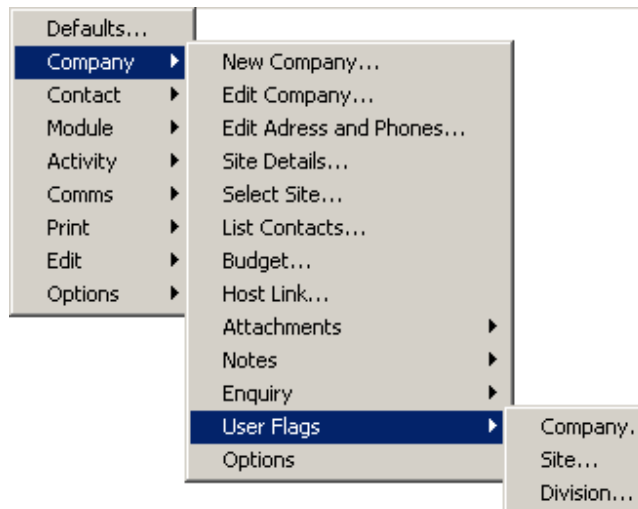 Defaults...
Company
Contact
Module
Activity
Comms
Print
Edit
Options
New Company...
Edit Company...
Edit Adress and Phones...
Site Details...
Select Site...
List Contacts...
Budget...
Host Link...
Attachments
Notes
Enquiry
User Flags
Options
Company.
Site...
Division...